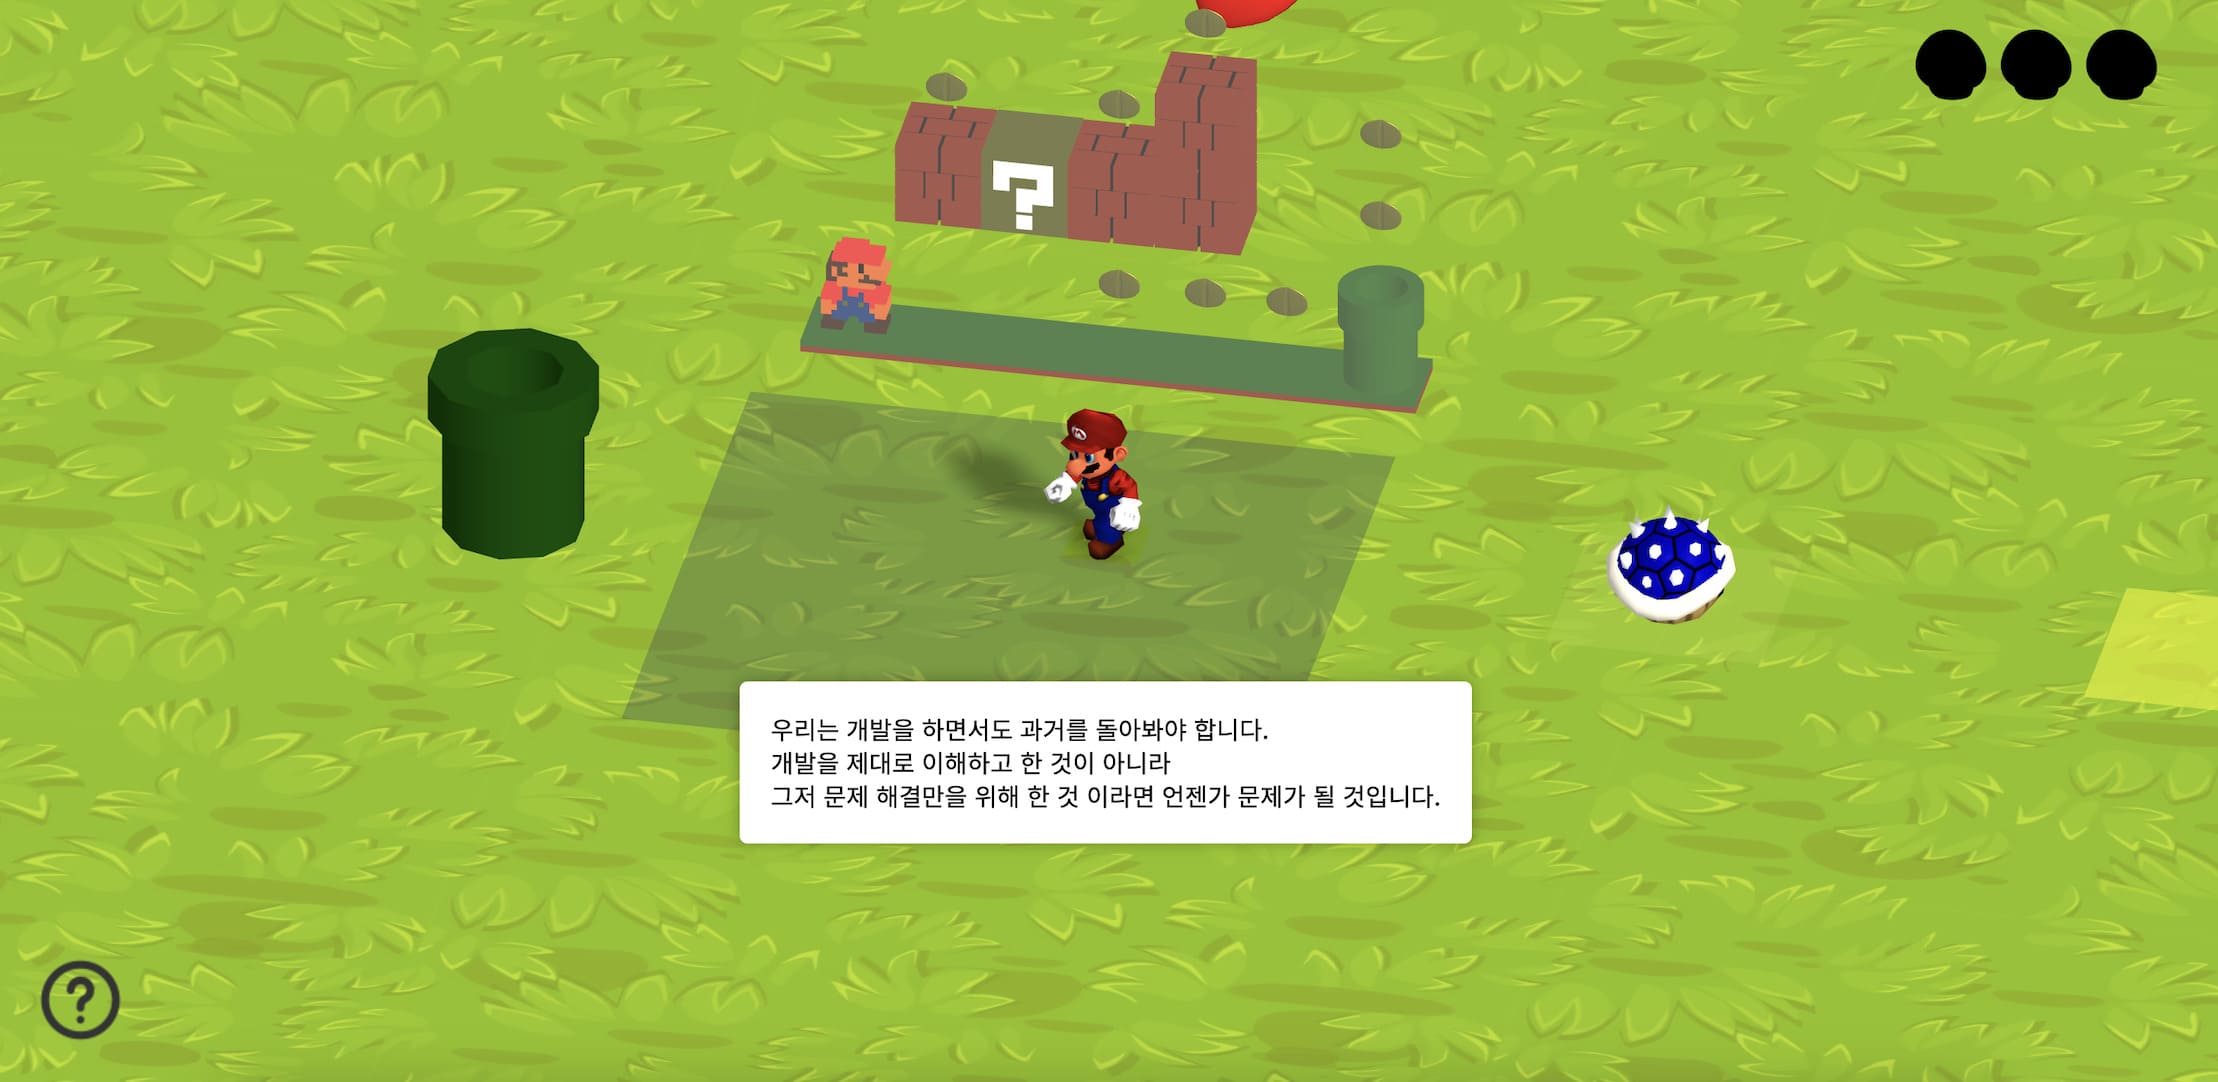 ?
우리는 개발을 하면서도 과거를 돌아봐야 합니다.
개발을 제대로 이해하고 한 것이 아니라
그저 문제 해결만을 위해 한 것 이라면 언젠가 문제가 될 것입니다.
?